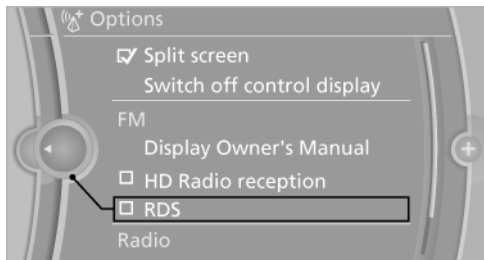 Options
Split screen
Switch off control display
FM
Display Owner's Manual
HD Radio reception
RDS
Radio